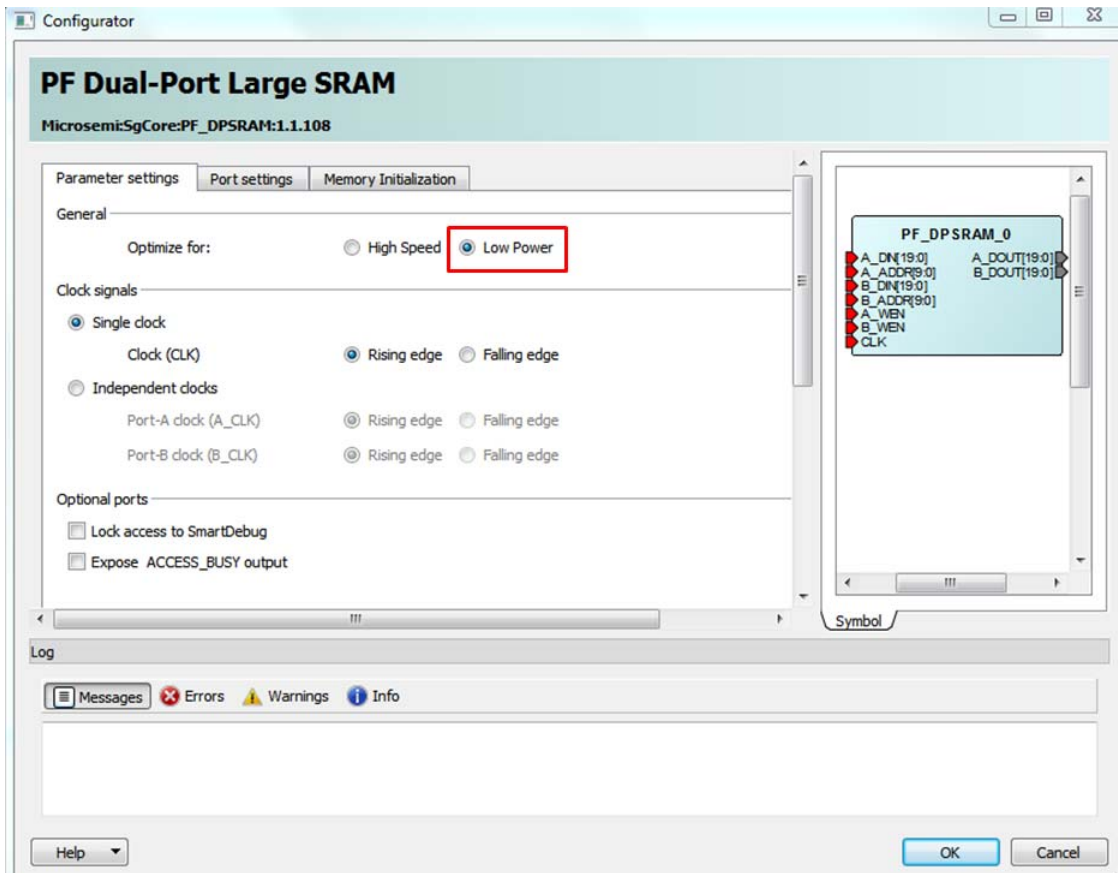 Configurator
PF Dual-Port Large SRAM
Microsemi:SgCore:PF_DPSRAM:1.1.108
Parameter settings Port settings Memory Initialization
General
Optimize for: High Speed Low Power
Clock signals
Single clock
Clock (CLK) Rising edge Falling edge
Independent clocks
Port-A clock (A_CLK) Rising edge Falling edge
Port-B clock (B_CLK) Rising edge Falling edge
Optional ports
Lock access to SmartDebug
Expose ACCESS_BUSY output
PF_DPSRAM_0
A_DIN[19:0] A_DOUT[19:0]
A_ADDR[9:0] B_DOUT[19:0]
B_DIN[19:0]
B_ADDR[9:0]
A_WEN
B_WEN
CLK
Symbol
Log
Messages Errors Warnings Info
Help OK Cancel